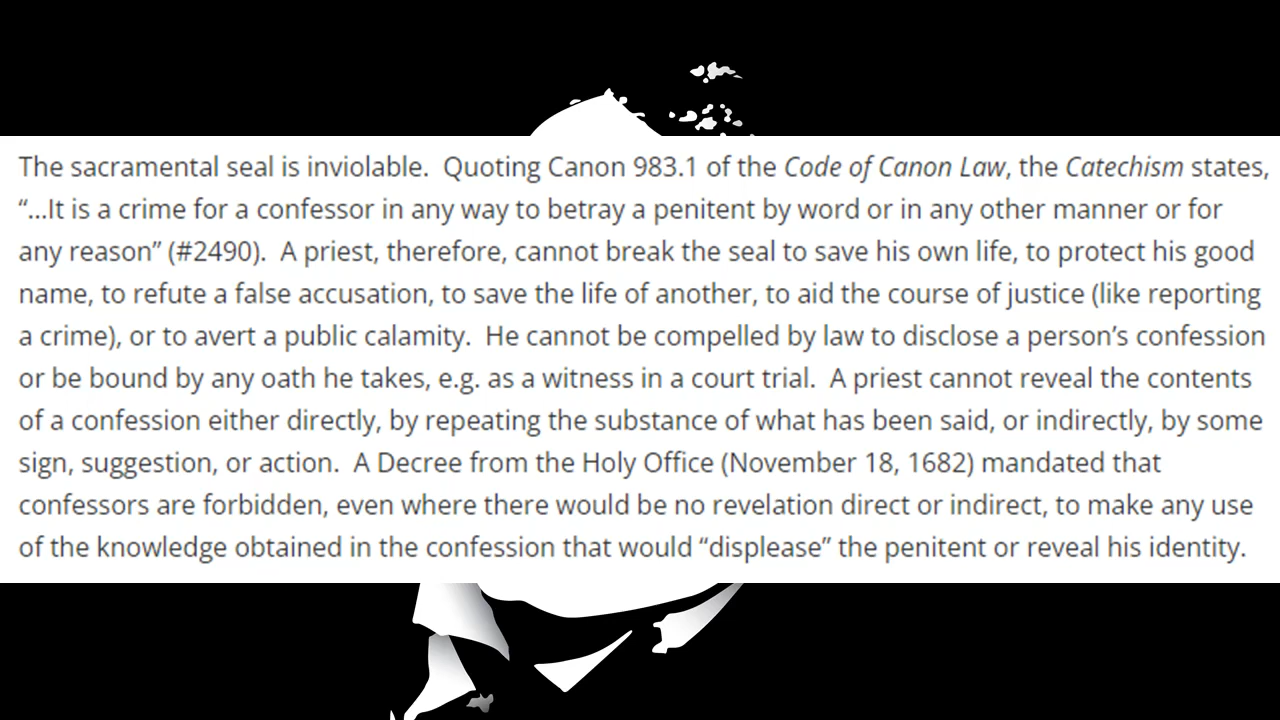 The sacramental seal is inviolable.  Quoting Canon 983.1 of the Code of Canon Law, the Catechism states,
“...It is a crime for a confessor in any way to betray a penitent by word or in any other manner or for
any reason” (#2490).  A priest, therefore, cannot break the seal to save his own life, to protect his good
name, to refute a false accusation, to save the life of another, to aid the course of justice (like reporting
a crime), or to avert a public calamity.  He cannot be compelled by law to disclose a person’s confession
or be bound by any oath he takes, e.g. as a witness in a court trial.  A priest cannot reveal the contents
of a confession either directly, by repeating the substance of what has been said, or indirectly, by some
sign, suggestion, or action.  A Decree from the Holy Office (November 18, 1682) mandated that
confessors are forbidden, even where there would be no revelation direct or indirect, to make any use
of the knowledge obtained in the confession that would “displease” the penitent or reveal his identity.